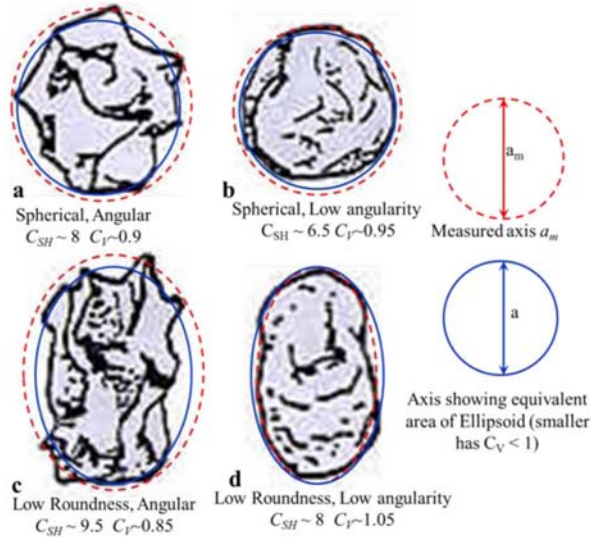 a
Spherical, Angular
C_SH ~ 8 C_V~0.9
b
Spherical, Low angularity
C_SH ~ 6.5 C_V~0.95
a_m
Measured axis a_m
a
Axis showing equivalent
area of Ellipsoid (smaller
has C_V < 1)
c
Low Roundness, Angular
C_SH ~ 9.5 C_V~0.85
d
Low Roundness, Low angularity
C_SH ~ 8 C_V~1.05